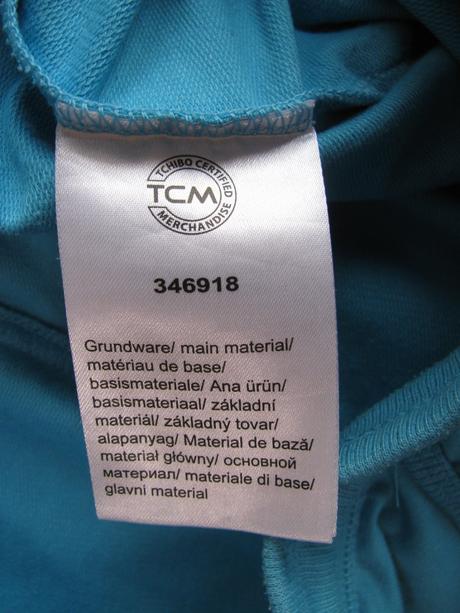 TCHIBO CERTIFIED
TCM
MERCHANDISE
346918
Grundware/ main material/
matériau de base/
basismateriale/ Ana ürün/
basismateriaal/ základní
materiál/ základný tovar/
alapanyag/ Material de bază/
materiał główny/ основной
материал/ materiale di base/
glavni material